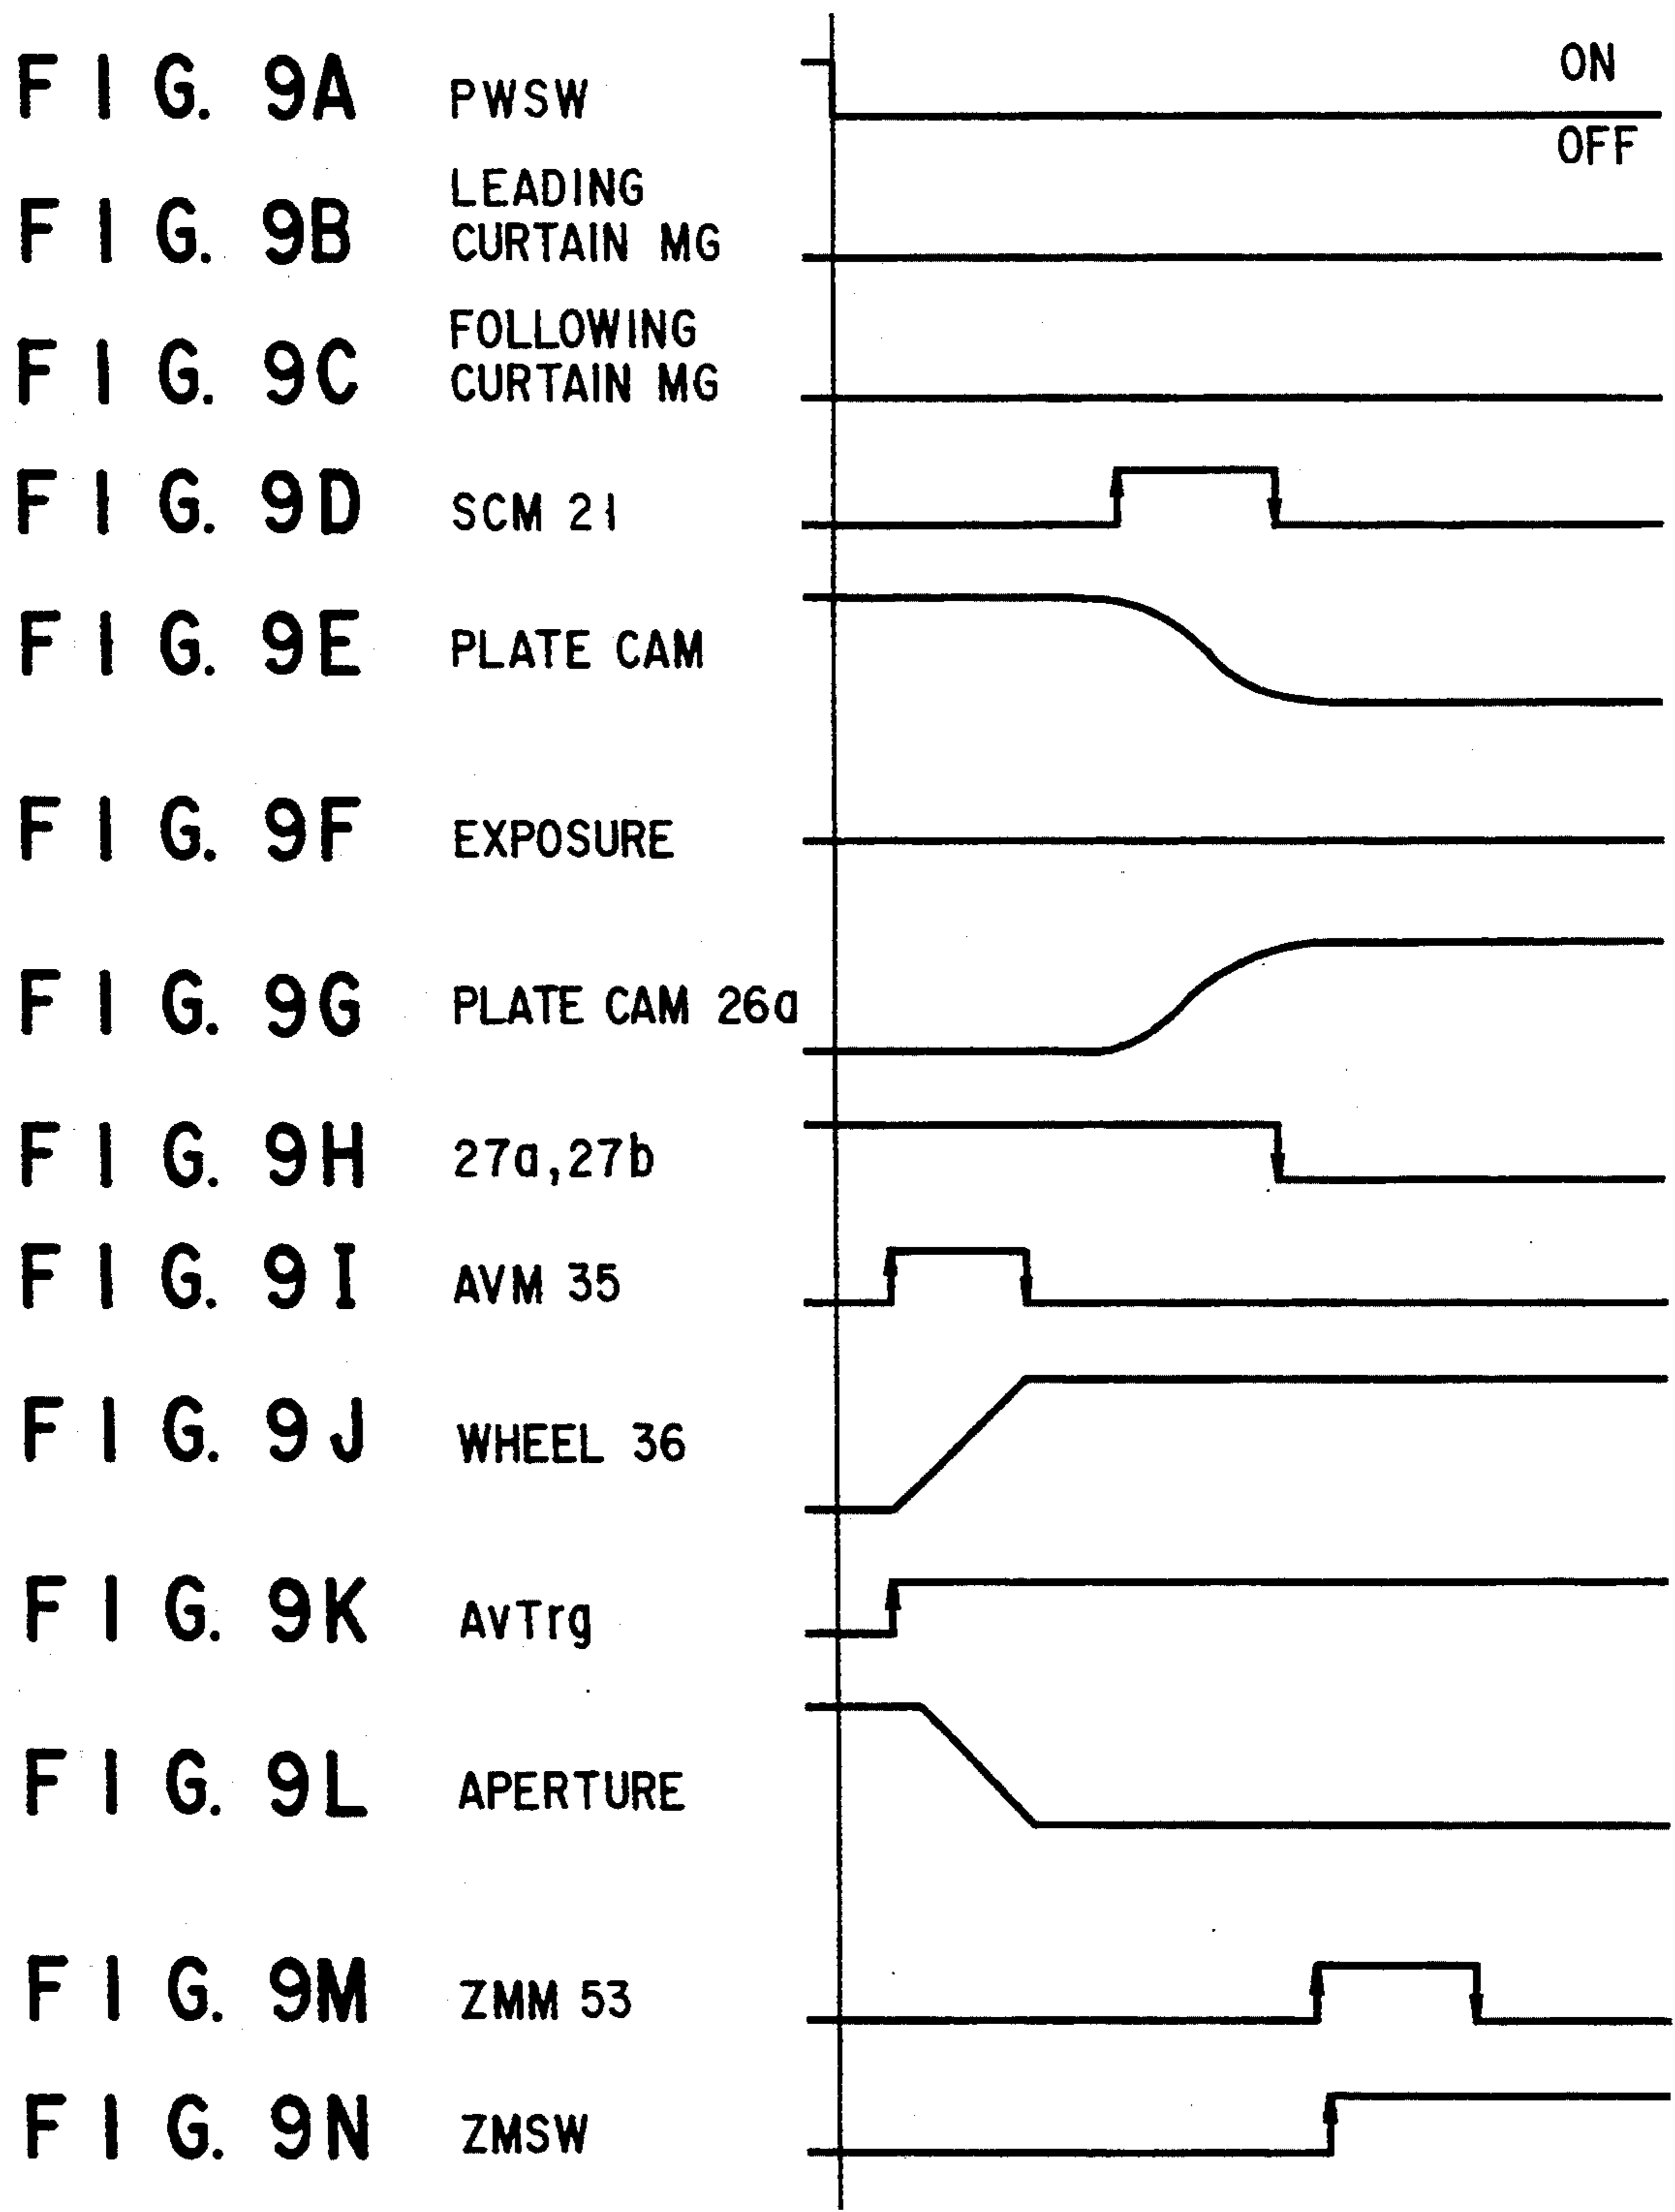 FIG. 9A PWSW
ON
OFF
FIG. 9B LEADING
CURTAIN MG
FIG. 9C FOLLOWING
CURTAIN MG
FIG. 9D SCM 21
FIG. 9E PLATE CAM
FIG. 9F EXPOSURE
FIG. 9G PLATE CAM 26a
FIG. 9H 27a,27b
FIG. 9I AVM 35
FIG. 9J WHEEL 36
FIG. 9K AvTrg
FIG. 9L APERTURE
FIG. 9M ZMM 53
FIG. 9N ZMSW